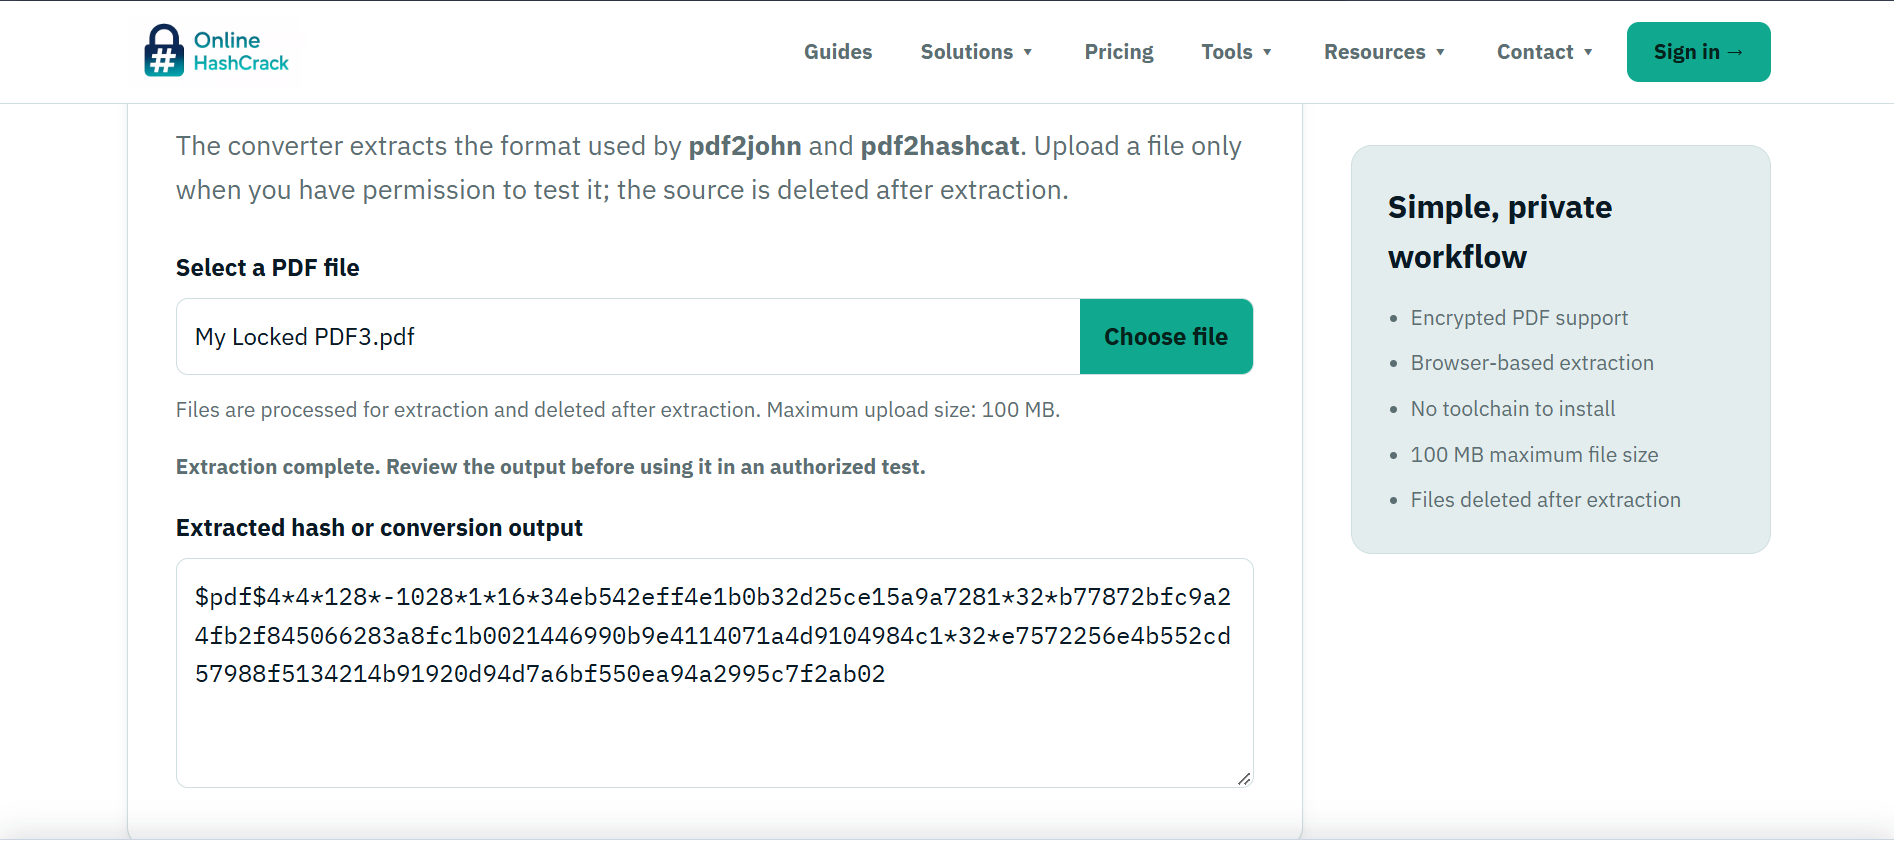 Online
HashCrack
Guides
Solutions ▼
Pricing
Tools ▼
Resources ▼
Contact ▼
Sign in →
The converter extracts the format used by pdf2john and pdf2hashcat. Upload a file only
when you have permission to test it; the source is deleted after extraction.
Select a PDF file
My Locked PDF3.pdf
Choose file
Files are processed for extraction and deleted after extraction. Maximum upload size: 100 MB.
Extraction complete. Review the output before using it in an authorized test.
Extracted hash or conversion output
$pdf$4*4*128*-1028*1*16*34eb542eff4e1b0b32d25ce15a9a7281*32*b77872bfc9a2
4fb2f845066283a8fc1b0021446990b9e4114071a4d9104984c1*32*e7572256e4b552cd
57988f5134214b91920d94d7a6bf550ea94a2995c7f2ab02
Simple, private
workflow
• Encrypted PDF support
• Browser-based extraction
• No toolchain to install
• 100 MB maximum file size
• Files deleted after extraction